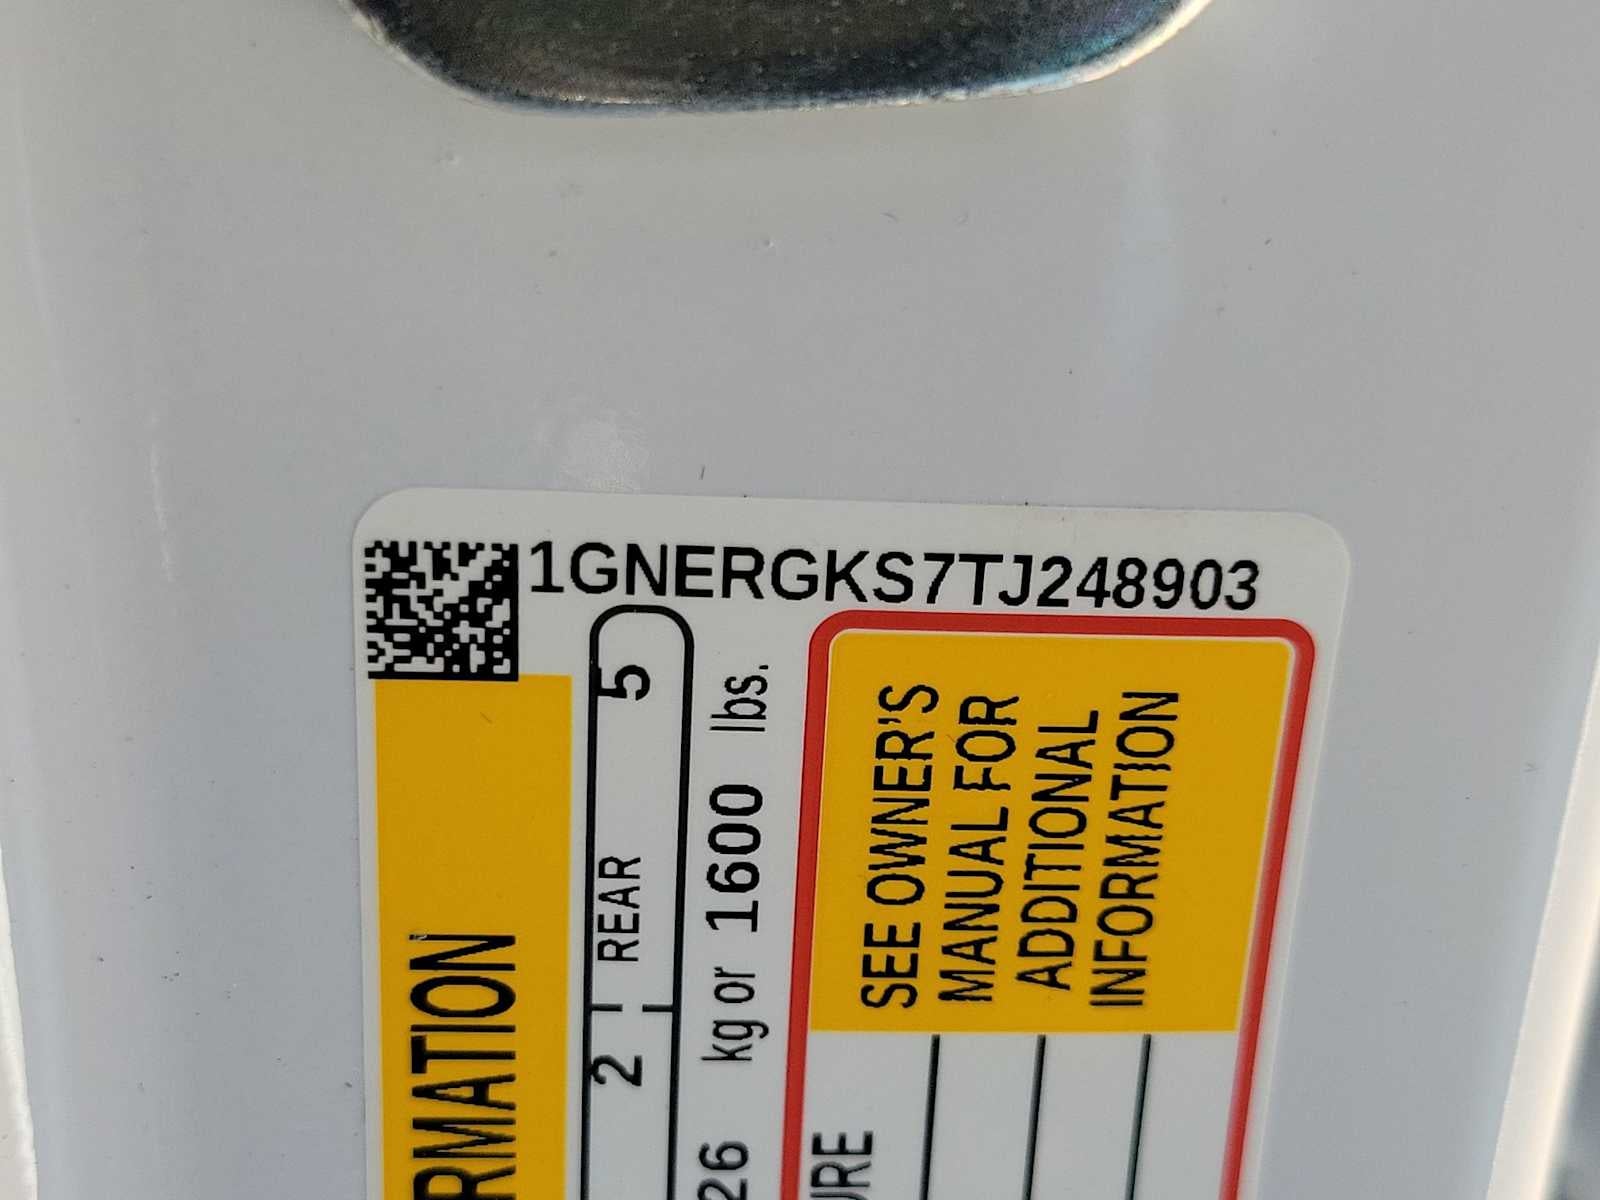 1GNERGKS7TJ248903
RMATION
2 REAR 5
26 kg or 1600 lbs.
URE
SEE OWNER'S
MANUAL FOR
ADDITIONAL
INFORMATION